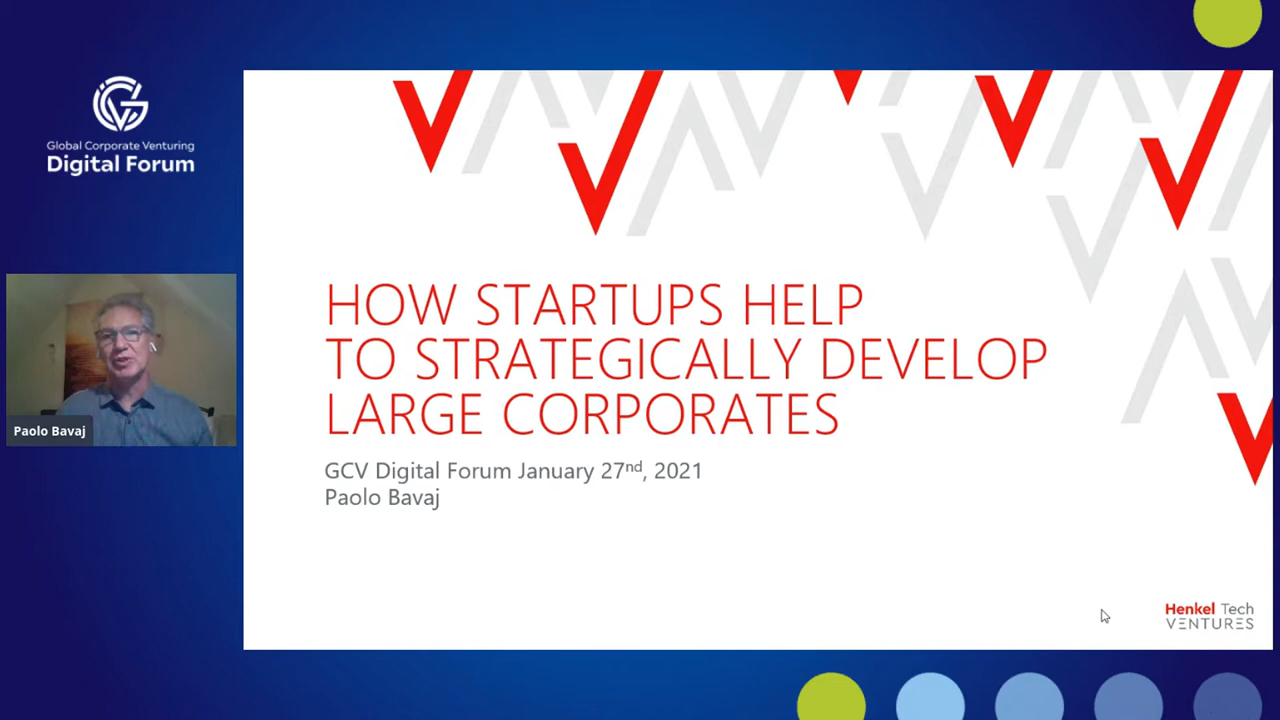 Global Corporate Venturing
Digital Forum
Paolo Bavaj
HOW STARTUPS HELP
TO STRATEGICALLY DEVELOP
LARGE CORPORATES
GCV Digital Forum January 27nd, 2021
Paolo Bavaj
Henkel Tech
VENTURES